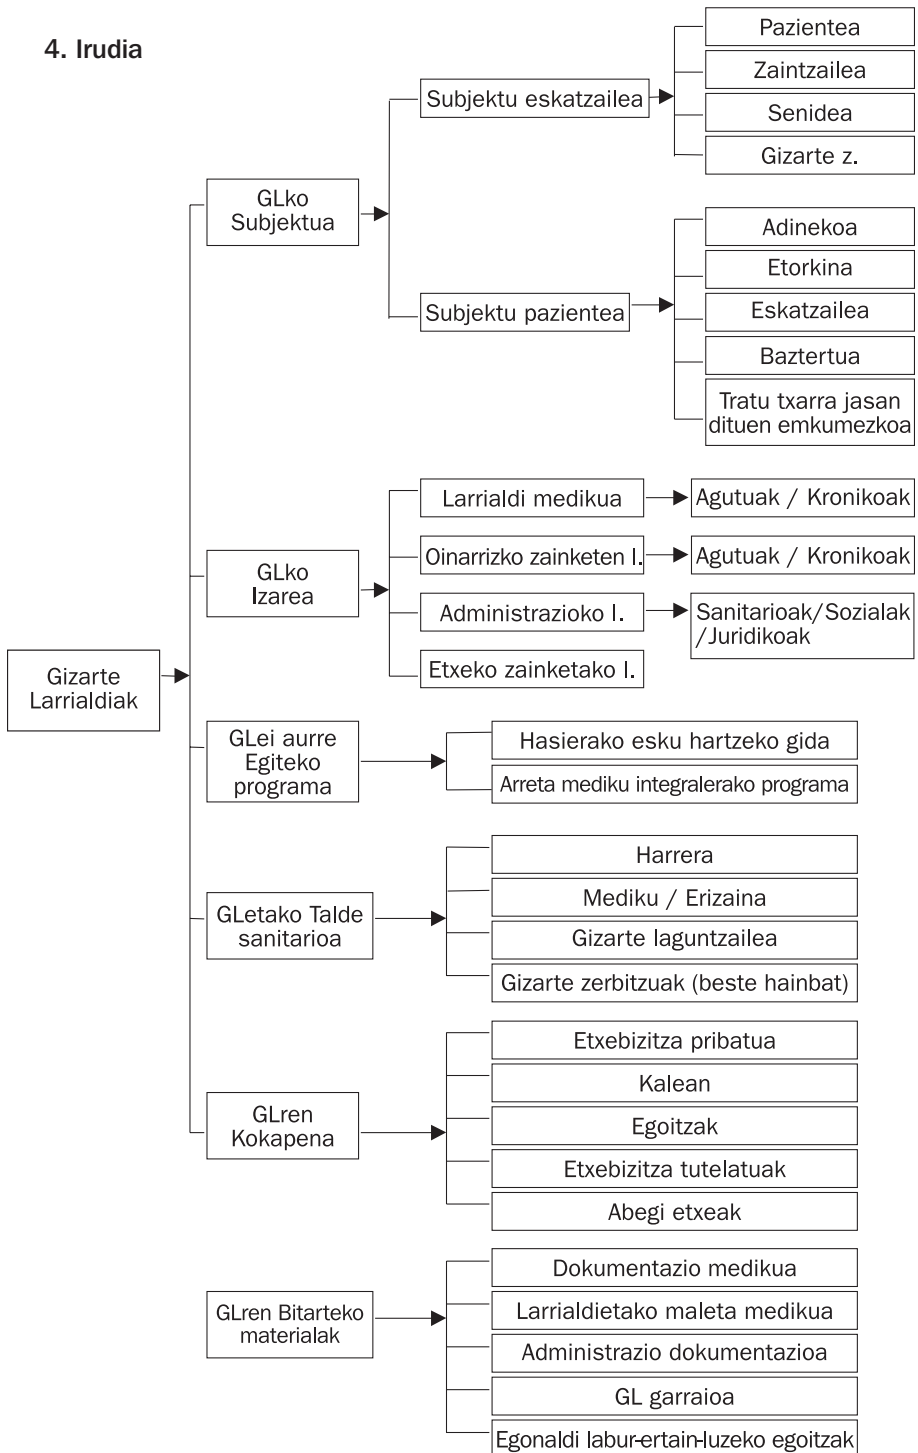 4. Irudia
Gizarte
Larrialdiak
GLko
Subjektua
Subjektu eskatzailea
Pazientea
Zaintzailea
Senidea
Gizarte z.
Subjektu pazientea
Adinekoa
Etorkina
Eskatzailea
Baztertua
Tratu txarra jasan
dituen emkumezkoa
GLko
Izarea
Larrialdi medikua
Agutuak / Kronikoak
Oinarrizko zainketen l.
Agutuak / Kronikoak
Administrazioko l.
Sanitarioak/Sozialak
/Juridikoak
Etxeko zainketako l.
GLei aurre
Egiteko
programa
Hasierako esku hartzeko gida
Arreta mediku integralerako programa
GLetako Talde
sanitarioa
Harrera
Mediku / Erizaina
Gizarte laguntzailea
Gizarte zerbitzuak (beste hainbat)
GLren
Kokapena
Etxebizitza pribatua
Kalean
Egoitzak
Etxebizitza tutelatuak
Abegi etxeak
GLren Bitarteko
materialak
Dokumentazio medikua
Larrialdietako maleta medikua
Administrazio dokumentazioa
GL garraioa
Egonaldi labur-ertain-luzeko egoitzak